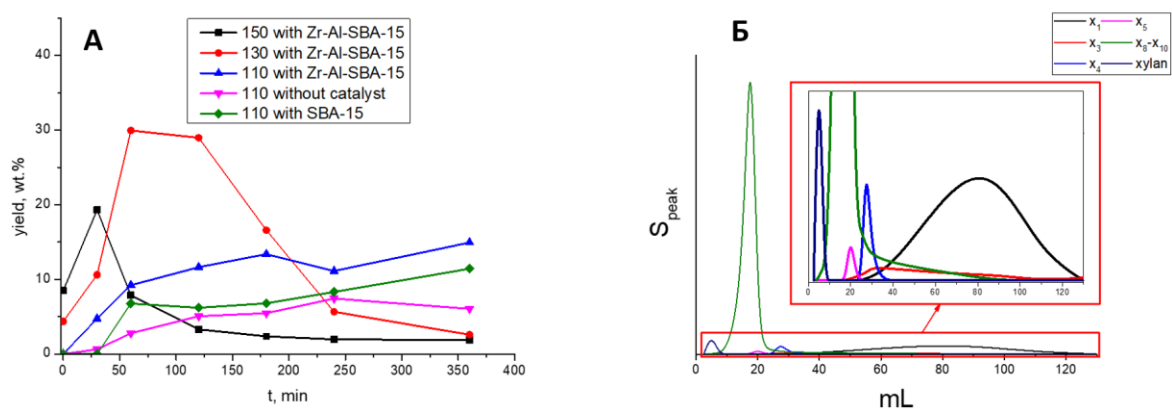 А
150 with Zr-Al-SBA-15
130 with Zr-Al-SBA-15
110 with Zr-Al-SBA-15
110 without catalyst
110 with SBA-15
yield, wt.%
40
30
20
10
0
0 50 100 150 200 250 300 350 400
t, min
Б
x₁ x₅
x₃ x₈-x₁₀
x₄ xylan
S peak
0 20 40 60 80 100 120
0 20 40 60 80 100 120
mL